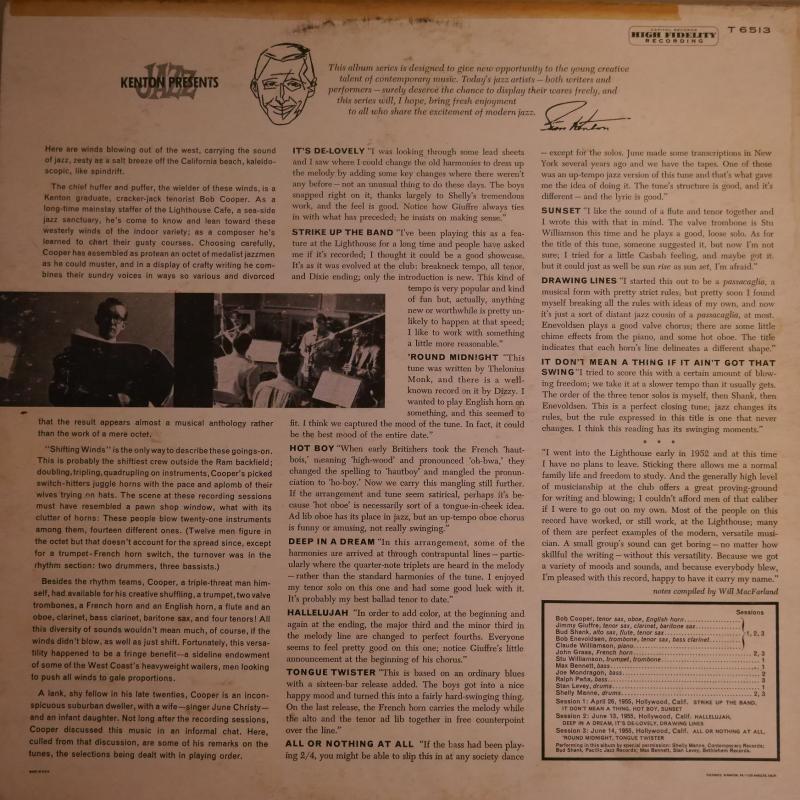 CAPITOL RECORDS
HIGH FIDELITY
RECORDING
T 6513
JAZZ
KENTON PRESENTS
This album series is designed to give new opportunity to the young creative
talent of contemporary music. Today's jazz artists – both writers and
performers – surely deserve the chance to display their wares freely, and
this series will, I hope, bring fresh enjoyment
to all who share the excitement of modern jazz.
Stan Kenton
Here are winds blowing out of the west, carrying the sound
of jazz, zesty as a salt breeze off the California beach, kaleido-
scopic, like spindrift.
The chief huffer and puffer, the wielder of these winds, is a
Kenton graduate, cracker-jack tenorist Bob Cooper. As a
long-time mainstay staffer of the Lighthouse Cafe, a sea-side
jazz sanctuary, he's come to know and lean toward these
westerly winds of the indoor variety; as a composer he's
learned to chart their gusty courses. Choosing carefully,
Cooper has assembled as protean an octet of medalist jazzmen
as he could muster, and in a display of crafty writing he com-
bines their sundry voices in ways so various and divorced
that the result appears almost a musical anthology rather
than the work of a mere octet.
"Shifting Winds" is the only way to describe these goings-on.
This is probably the shiftiest crew outside the Ram backfield;
doubling, tripling, quadrupling on instruments, Cooper's picked
switch-hitters juggle horns with the pace and aplomb of their
wives trying on hats. The scene at these recording sessions
must have resembled a pawn shop window, what with its
clutter of horns: These people blow twenty-one instruments
among them, fourteen different ones. (Twelve men figure in
the octet but that doesn't account for the spread since, except
for a trumpet-French horn switch, the turnover was in the
rhythm section: two drummers, three bassists.)
Besides the rhythm teams, Cooper, a triple-threat man him-
self, had available for his creative shuffling, a trumpet, two valve
trombones, a French horn and an English horn, a flute and an
oboe, clarinet, bass clarinet, baritone sax, and four tenors! All
this diversity of sounds wouldn't mean much, of course, if the
winds didn't blow, as well as just shift. Fortunately, this versa-
tility happened to be a fringe benefit—a sideline endowment
of some of the West Coast's heavyweight wailers, men looking
to push all winds to gale proportions.
A lank, shy fellow in his late twenties, Cooper is an incon-
spicuous suburban dweller, with a wife—singer June Christy—
and an infant daughter. Not long after the recording sessions,
Cooper discussed this music in an informal chat. Here,
culled from that discussion, are some of his remarks on the
tunes, the selections being dealt with in playing order.
IT'S DE-LOVELY "I was looking through some lead sheets
and I saw where I could change the old harmonies to dress up
the melody by adding some key changes where there weren't
any before – not an unusual thing to do these days. The boys
snapped right on it, thanks largely to Shelly's tremendous
work, and the feel is good. Notice how Giuffre always ties
in with what has preceded; he insists on making sense."
STRIKE UP THE BAND "I've been playing this as a fea-
ture at the Lighthouse for a long time and people have asked
me if it's recorded; I thought it could be a good showcase.
It's as it was evolved at the club: breakneck tempo, all tenor,
and Dixie ending; only the introduction is new. This kind of
tempo is very popular and kind
of fun but, actually, anything
new or worthwhile is pretty un-
likely to happen at that speed;
I like to work with something
a little more reasonable."
'ROUND MIDNIGHT "This
tune was written by Thelonius
Monk, and there is a well-
known record on it by Dizzy. I
wanted to play English horn on
something, and this seemed to
fit. I think we captured the mood of the tune. In fact, it could
be the best mood of the entire date."
HOT BOY "When early Britishers took the French 'haut-
bois,' meaning 'high-wood' and pronounced 'oh-bwa,' they
changed the spelling to 'hautboy' and mangled the pronun-
ciation to 'ho-boy.' Now we carry this mangling still further.
If the arrangement and tune seem satirical, perhaps it's be-
cause 'hot oboe' is necessarily sort of a tongue-in-cheek idea.
Ad lib oboe has its place in jazz, but an up-tempo oboe chorus
is funny or amusing, not really swinging."
DEEP IN A DREAM "In this arrangement, some of the
harmonies are arrived at through contrapuntal lines – partic-
ularly where the quarter-note triplets are heard in the melody
– rather than the standard harmonies of the tune. I enjoyed
my tenor solo on this one and had some good luck with it.
It's probably my best ballad tenor to date."
HALLELUJAH "In order to add color, at the beginning and
again at the ending, the major third and the minor third in
the melody line are changed to perfect fourths. Everyone
seems to feel pretty good on this one; notice Giuffre's little
announcement at the beginning of his chorus."
TONGUE TWISTER "This is based on an ordinary blues
with a sixteen-bar release added. The boys got into a nice
happy mood and turned this into a fairly hard-swinging thing.
On the last release, the French horn carries the melody while
the alto and the tenor ad lib together in free counterpoint
over the line."
ALL OR NOTHING AT ALL "If the bass had been play-
ing 2/4, you might be able to slip this in at any society dance
– except for the solos. June made some transcriptions in New
York several years ago and we have the tapes. One of those
was an up-tempo jazz version of this tune and that's what gave
me the idea of doing it. The tune's structure is good, and it's
different – and the lyric is good."
SUNSET "I like the sound of a flute and tenor together and
I wrote this with that in mind. The valve trombone is Stu
Williamson this time and he plays a good, loose solo. As for
the title of this tune, someone suggested it, but now I'm not
sure; I tried for a little Casbah feeling, and maybe got it.
but it could just as well be sun rise as sun set, I'm afraid."
DRAWING LINES "I started this out to be a passacaglia, a
musical form with pretty strict rules; but pretty soon I found
myself breaking all the rules with ideas of my own, and now
it's just a sort of distant jazz cousin of a passacaglia, at most.
Enevoldsen plays a good valve chorus; there are some little
chime effects from the piano, and some hot oboe. The title
indicates that each horn's line delineates a different shape."
IT DON'T MEAN A THING IF IT AIN'T GOT THAT
SWING "I tried to score this with a certain amount of blow-
ing freedom; we take it at a slower tempo than it usually gets.
The order of the three tenor solos is myself, then Shank, then
Enevoldsen. This is a perfect closing tune; jazz changes its
rules, but the rule expressed in this title is one that never
changes. I think this reading has its swinging moments."
* * *
"I went into the Lighthouse early in 1952 and at this time
I have no plans to leave. Sticking there allows me a normal
family life and freedom to study. And the generally high level
of musicianship at the club offers a great proving-ground
for writing and blowing; I couldn't afford men of that caliber
if I were to go out on my own. Most of the people on this
record have worked, or still work, at the Lighthouse; many
of them are perfect examples of the modern, versatile musi-
cian. A small group's sound can get boring – no matter how
skillful the writing – without this versatility. Because we got
a variety of moods and sounds, and because everybody blew,
I'm pleased with this record, happy to have it carry my name."
notes compiled by Will MacFarland
Sessions
Bob Cooper, tenor sax, oboe, english horn
Jimmy Giuffre, tenor sax, clarinet, baritone sax
Bud Shank, alto sax, flute, tenor sax 1, 2, 3
Bob Enevoldsen, trombone, tenor sax, bass clarinet
Claude Williamson, piano
John Graas, French horn 2, 3
Stu Williamson, trumpet, trombone 1
Max Bennett, bass 1
Joe Mondragon, bass 2
Ralph Peña, bass 3
Stan Levey, drums 1
Shelly Manne, drums 2, 3
Session 1: April 26, 1955, Hollywood, Calif. STRIKE UP THE BAND,
IT DON'T MEAN A THING, HOT BOY, SUNSET
Session 2: June 13, 1955, Hollywood, Calif. HALLELUJAH,
DEEP IN A DREAM, IT'S DE-LOVELY, DRAWING LINES
Session 3: June 14, 1955, Hollywood, Calif. ALL OR NOTHING AT ALL,
'ROUND MIDNIGHT, TONGUE TWISTER
Performing in this album by special permission: Shelly Manne, Contemporary Records;
Bud Shank, Pacific Jazz Records; Max Bennett, Stan Levey, Bethlehem Records.